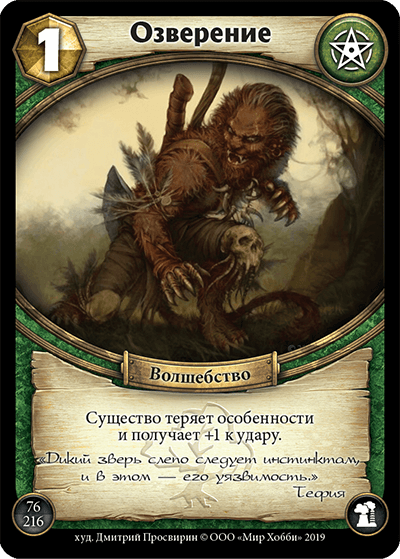 1
Озверение
Волшебство
Существо теряет особенности
и получает +1 к удару.
«Дикий зверь слепо следует инстинктам,
и в этом — его уязвимость.»
Тефия
76
216
худ. Дмитрий Просвирин © ООО «Мир Хобби» 2019